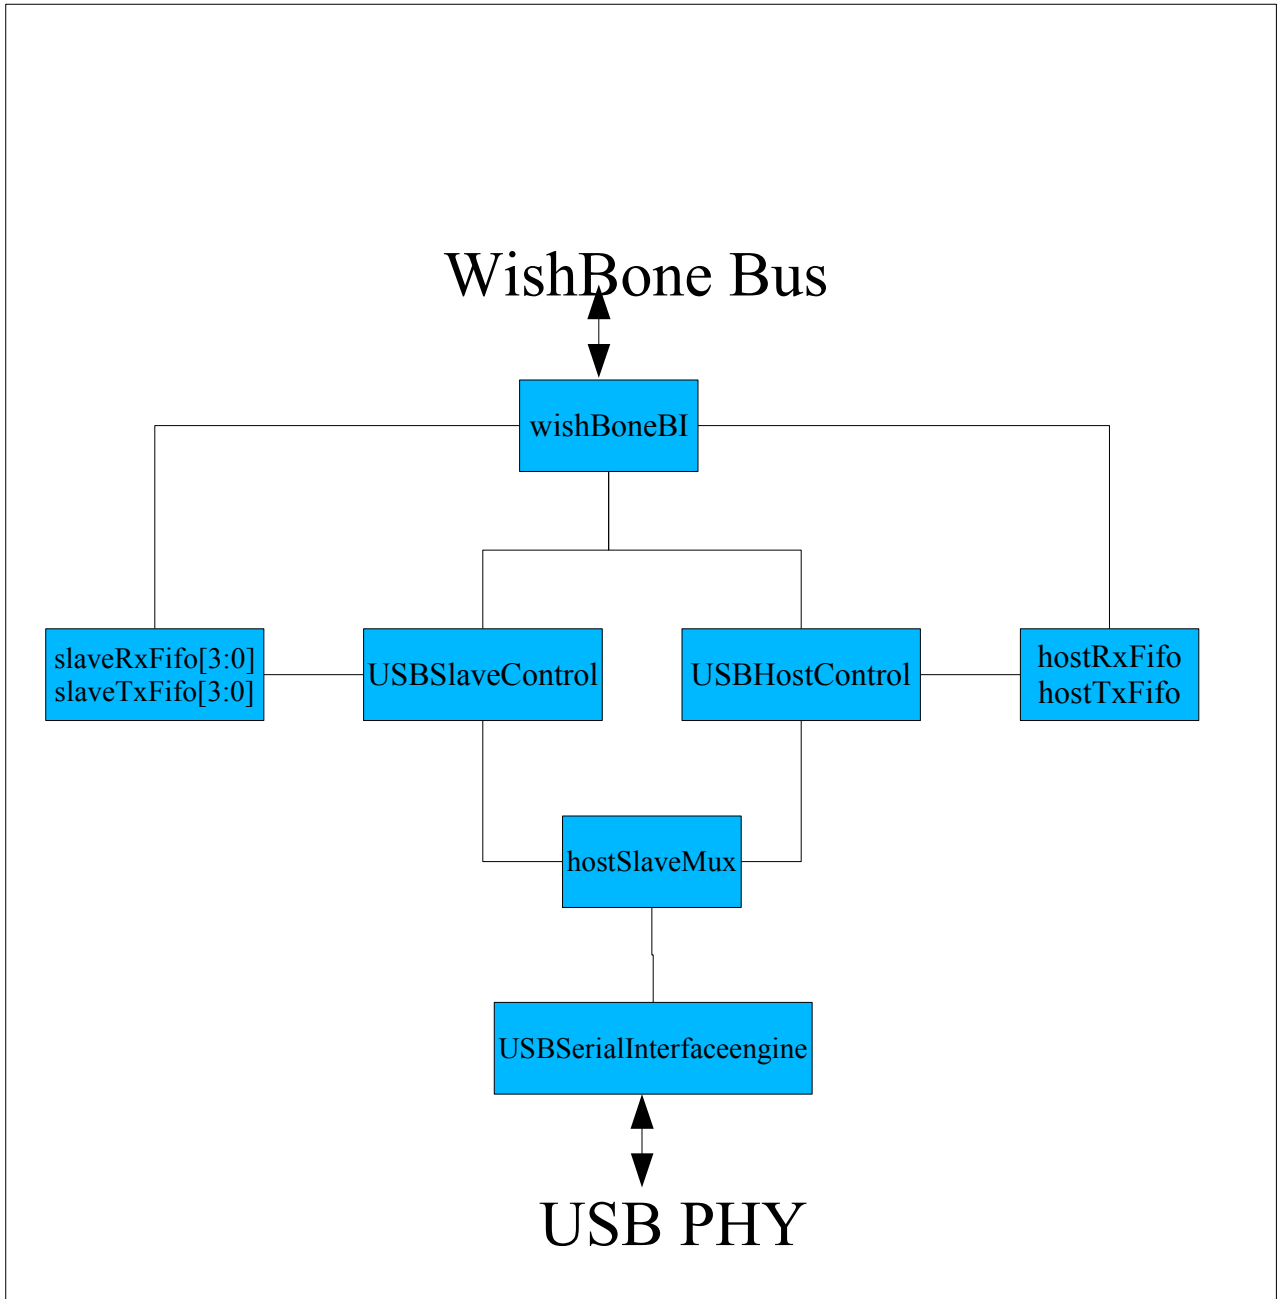 WishBone Bus
wishBoneBI
slaveRxFifo[3:0]
slaveTxFifo[3:0]
USBSlaveControl
USBHostControl
hostRxFifo
hostTxFifo
hostSlaveMux
USBSerialInterfaceengine
USB PHY